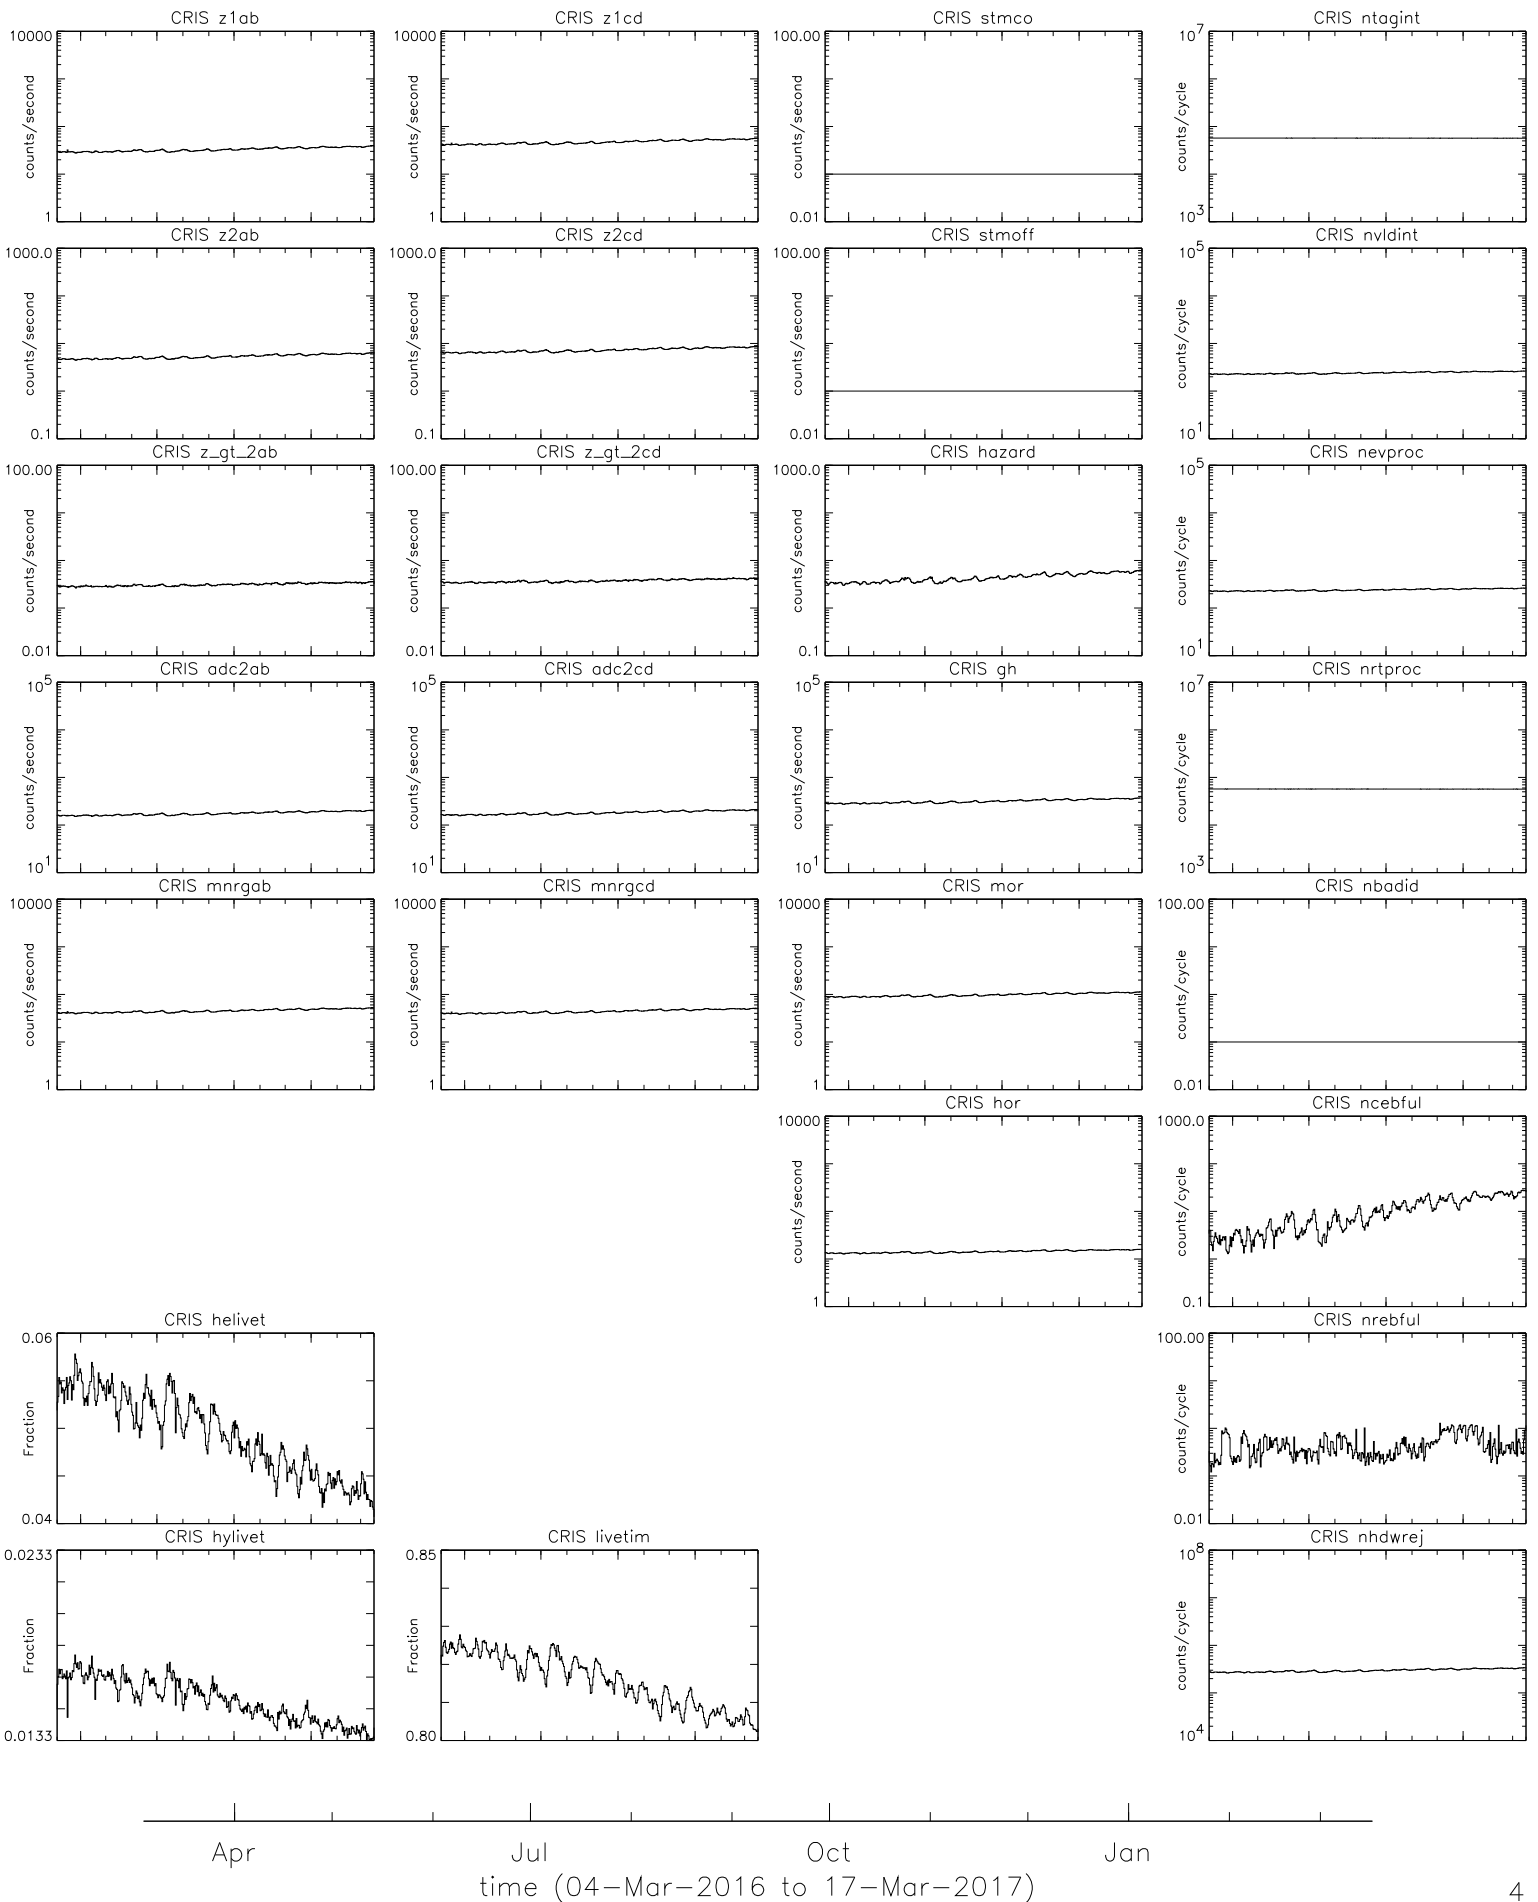 CRIS z1ab
10000
counts/second
1
CRIS z1cd
10000
counts/second
1
CRIS stmco
100.00
counts/second
0.01
CRIS ntagint
10^7
counts/cycle
10^3
CRIS z2ab
1000.0
counts/second
0.1
CRIS z2cd
1000.0
counts/second
0.1
CRIS stmoff
100.00
counts/second
0.01
CRIS nvldint
10^5
counts/cycle
10^1
CRIS z_gt_2ab
100.00
counts/second
0.01
CRIS z_gt_2cd
100.00
counts/second
0.01
CRIS hazard
1000.0
counts/second
0.1
CRIS nevproc
10^5
counts/cycle
10^1
CRIS adc2ab
10^5
counts/second
10^1
CRIS adc2cd
10^5
counts/second
10^1
CRIS gh
10^5
counts/second
10^1
CRIS nrtproc
10^7
counts/cycle
10^3
CRIS mnrgab
10000
counts/second
1
CRIS mnrgcd
10000
counts/second
1
CRIS mor
10000
counts/second
1
CRIS nbadid
100.00
counts/cycle
0.01
CRIS hor
10000
counts/second
1
CRIS ncebful
1000.0
counts/cycle
0.1
CRIS helivet
0.06
Fraction
0.04
CRIS nrebful
100.00
counts/cycle
0.01
CRIS hylivet
0.0233
Fraction
0.0133
CRIS livetim
0.85
Fraction
0.80
CRIS nhdwrej
10^8
counts/cycle
10^4
Apr Jul Oct Jan
time (04-Mar-2016 to 17-Mar-2017)
4